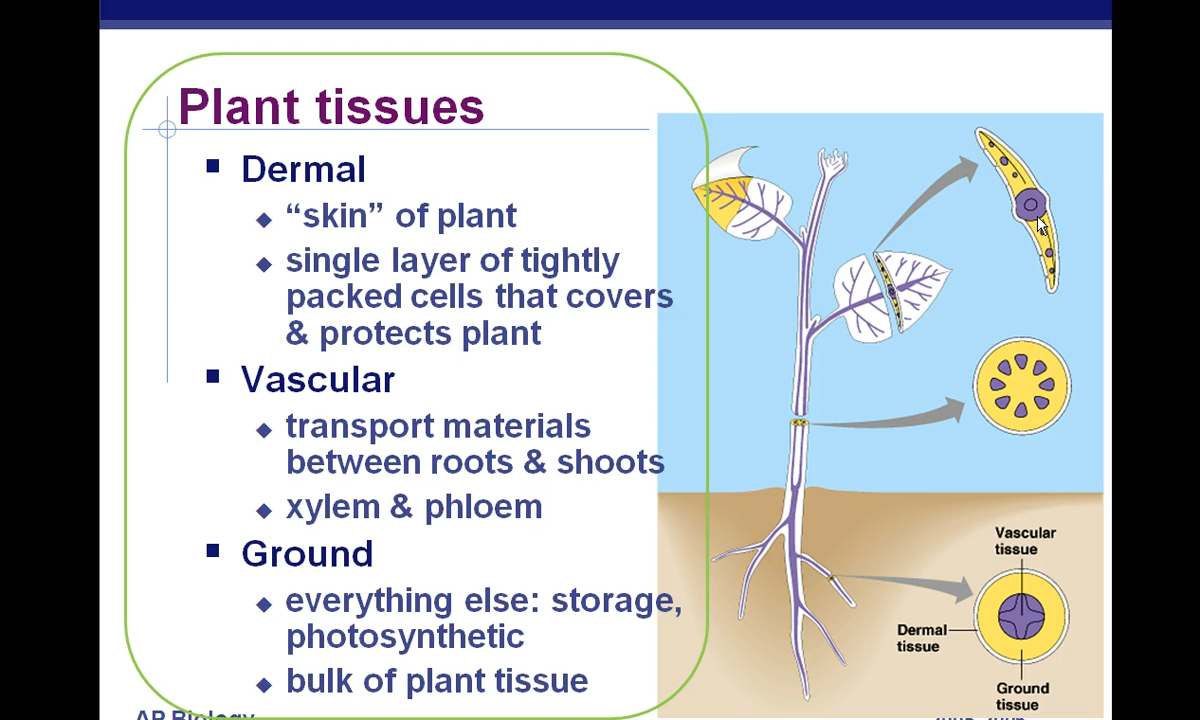 Plant tissues
Dermal
“skin” of plant
single layer of tightly
packed cells that covers
& protects plant
Vascular
transport materials
between roots & shoots
xylem & phloem
Ground
everything else: storage,
photosynthetic
bulk of plant tissue
Vascular
tissue
Dermal
tissue
Ground
tissue
AP Biology